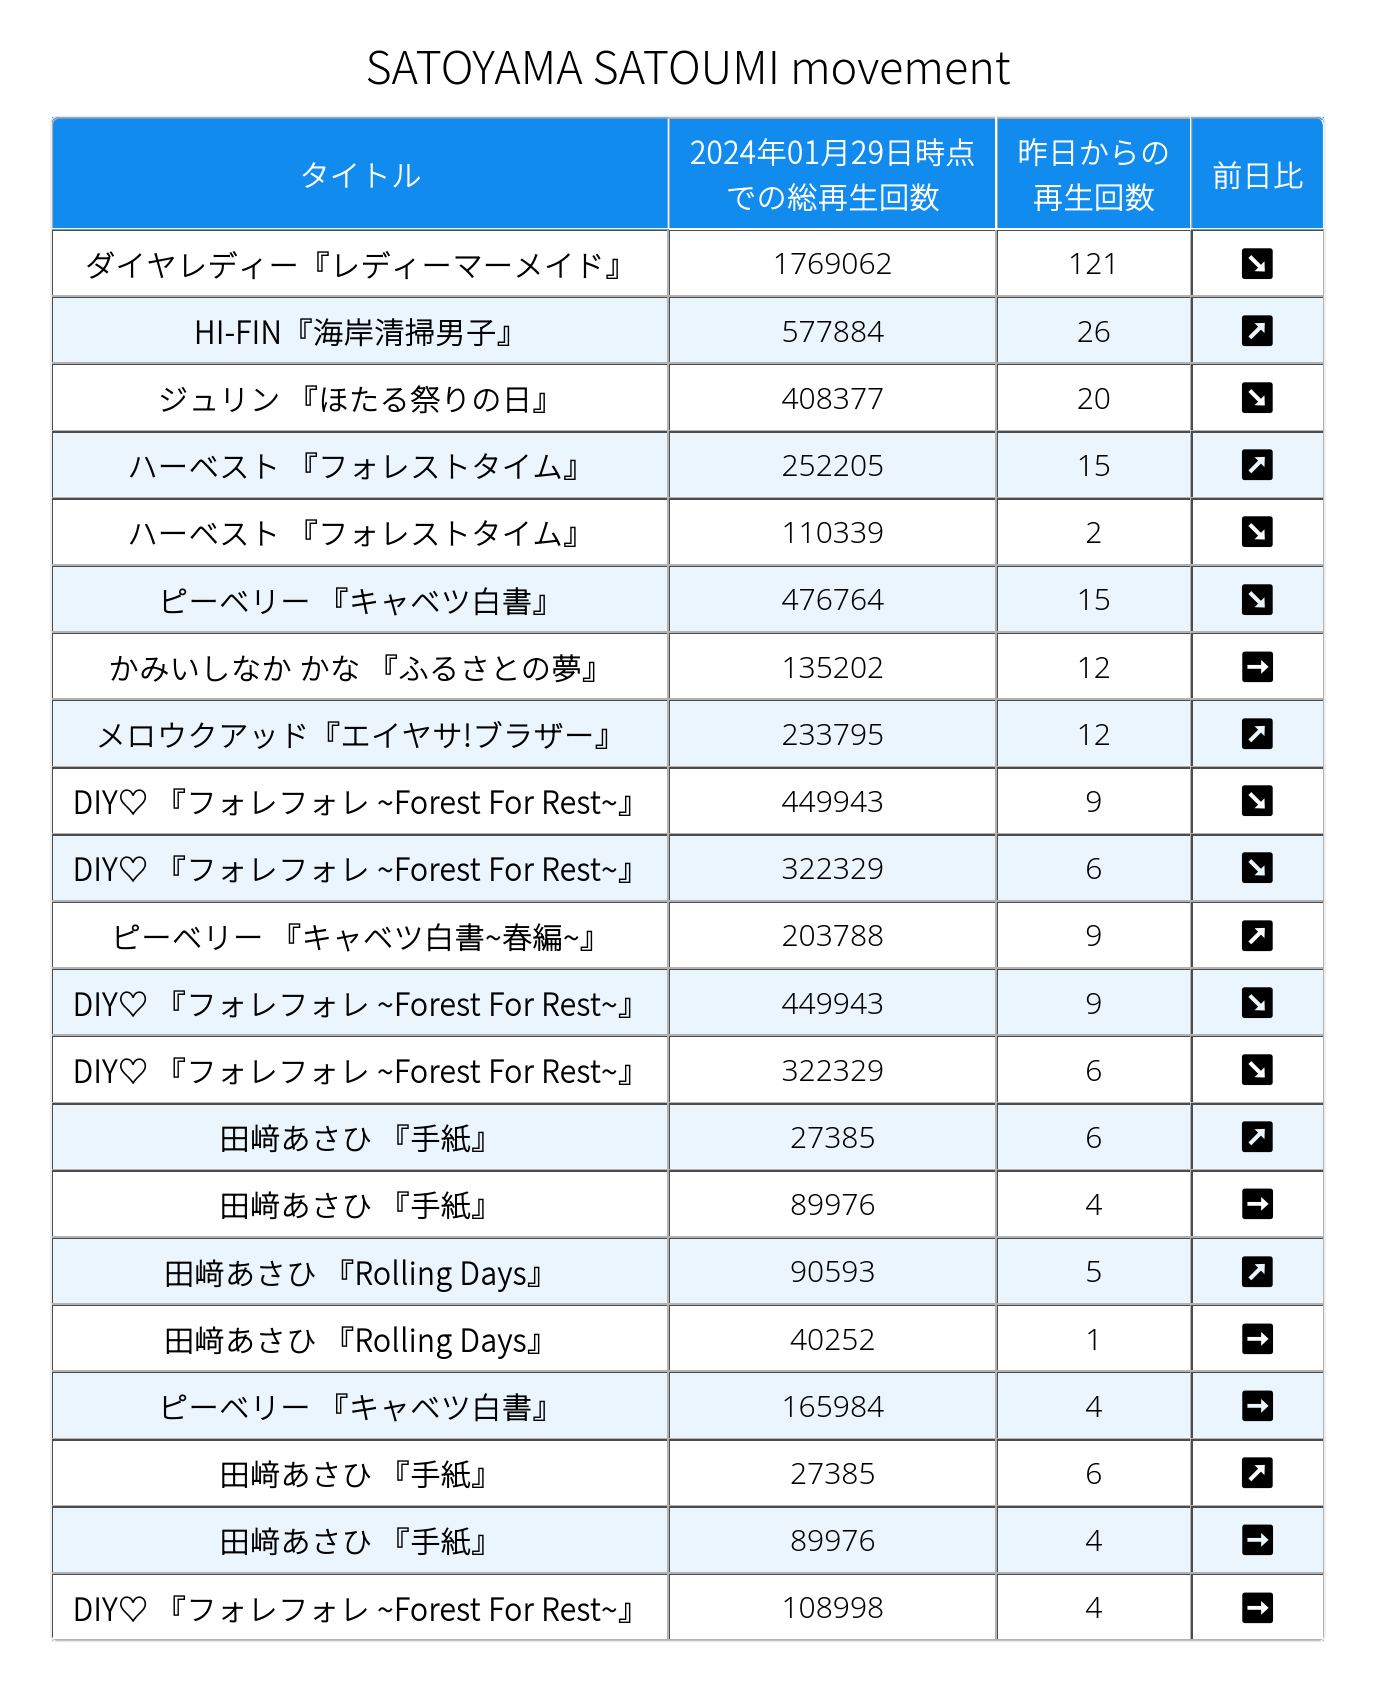 SATOYAMA SATOUMI movement
タイトル 2024年01月29日時点での総再生回数 昨日からの再生回数 前日比
ダイヤレディー『レディーマーメイド』 1769062 121 ↘
HI-FIN『海岸清掃男子』 577884 26 ↗
ジュリン 『ほたる祭りの日』 408377 20 ↘
ハーベスト 『フォレストタイム』 252205 15 ↗
ハーベスト 『フォレストタイム』 110339 2 ↘
ピーベリー 『キャベツ白書』 476764 15 ↘
かみいしなか かな 『ふるさとの夢』 135202 12 →
メロウクアッド『エイヤサ!ブラザー』 233795 12 ↗
DIY♡ 『フォレフォレ ~Forest For Rest~』 449943 9 ↘
DIY♡ 『フォレフォレ ~Forest For Rest~』 322329 6 ↘
ピーベリー 『キャベツ白書~春編~』 203788 9 ↗
DIY♡ 『フォレフォレ ~Forest For Rest~』 449943 9 ↘
DIY♡ 『フォレフォレ ~Forest For Rest~』 322329 6 ↘
田﨑あさひ 『手紙』 27385 6 ↗
田﨑あさひ 『手紙』 89976 4 →
田﨑あさひ 『Rolling Days』 90593 5 ↗
田﨑あさひ 『Rolling Days』 40252 1 →
ピーベリー 『キャベツ白書』 165984 4 →
田﨑あさひ 『手紙』 27385 6 ↗
田﨑あさひ 『手紙』 89976 4 →
DIY♡ 『フォレフォレ ~Forest For Rest~』 108998 4 →